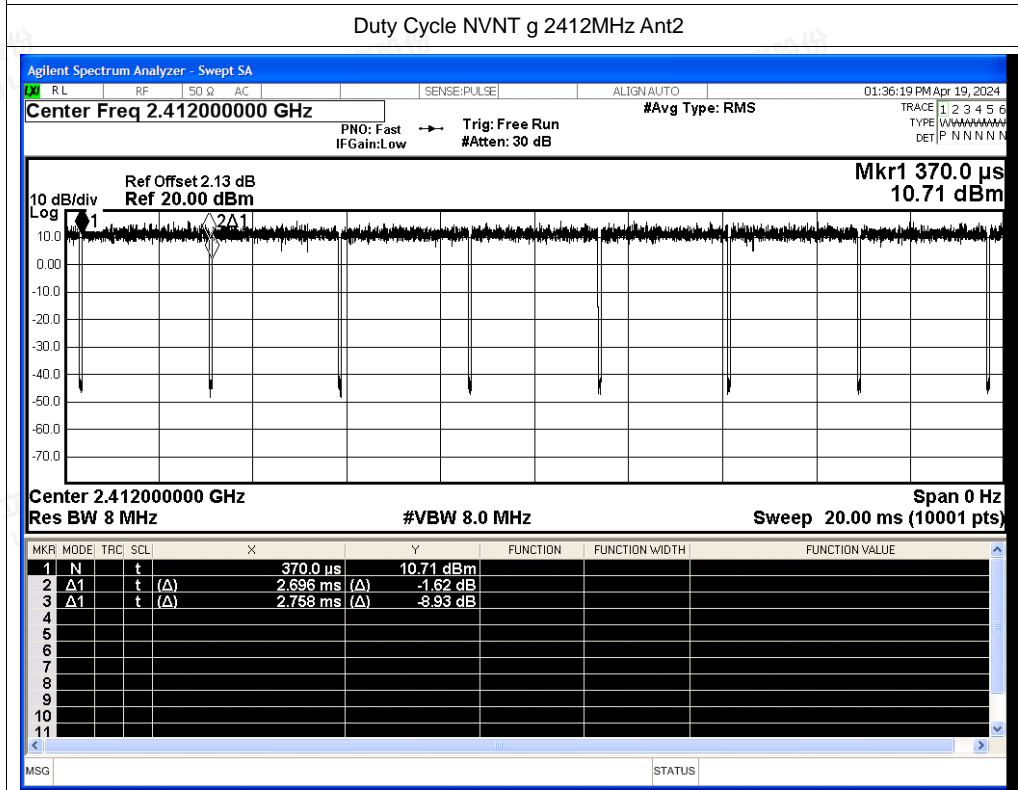 Duty Cycle NVNT g 2412MHz Ant2
Agilent Spectrum Analyzer - Swept SA
LXI RL RF 50 Ω AC SENSE:PULSE ALIGN AUTO 01:36:19 PM Apr 19, 2024
Center Freq 2.412000000 GHz #Avg Type: RMS TRACE 1 2 3 4 5 6
PNO: Fast Trig: Free Run TYPE WWWWWW
IFGain:Low #Atten: 30 dB DET P N N N N N
Mkr1 370.0 µs
Ref Offset 2.13 dB
10 dB/div Ref 20.00 dBm 10.71 dBm
Log
1 2Δ1
10.0
0.00
-10.0
-20.0
-30.0
-40.0
-50.0
-60.0
-70.0
Center 2.412000000 GHz Span 0 Hz
Res BW 8 MHz #VBW 8.0 MHz Sweep 20.00 ms (10001 pts)
MKR MODE TRC SCL X Y FUNCTION FUNCTION WIDTH FUNCTION VALUE
1 N t 370.0 µs 10.71 dBm
2 Δ1 t (Δ) 2.696 ms (Δ) -1.62 dB
3 Δ1 t (Δ) 2.758 ms (Δ) -8.93 dB
4
5
6
7
8
9
10
11
MSG STATUS